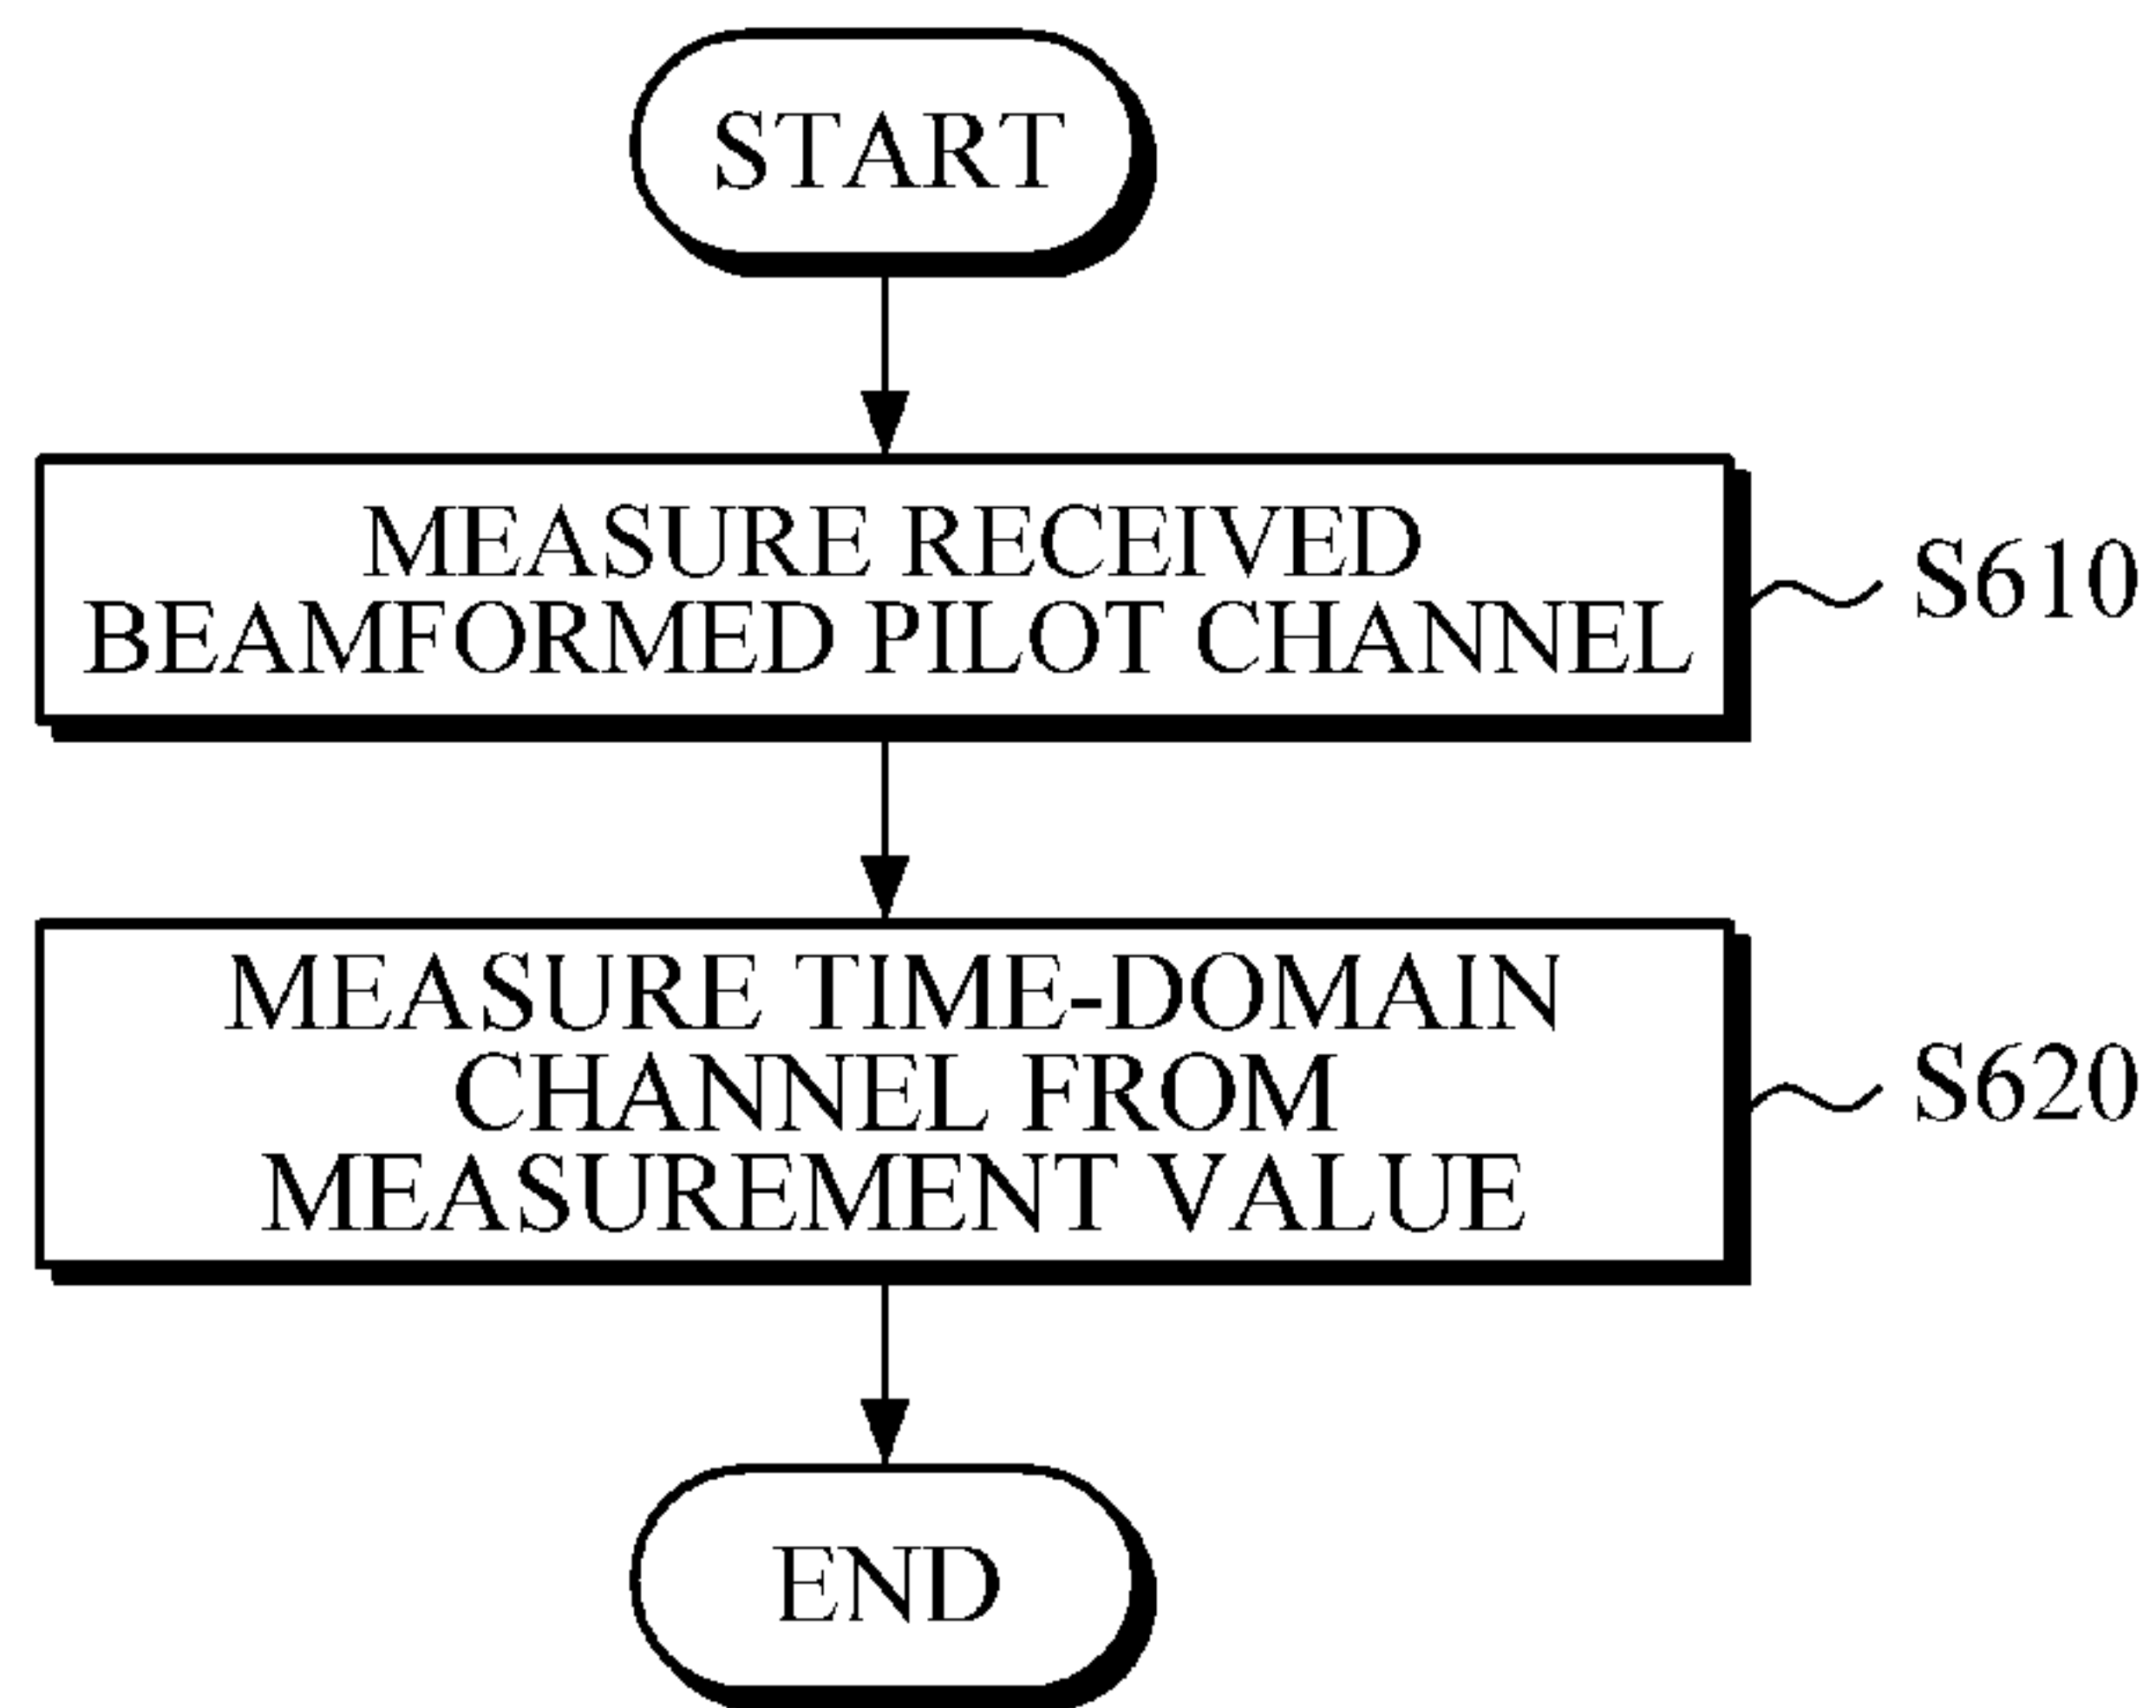 START
MEASURE RECEIVED
BEAMFORMED PILOT CHANNEL
S610
MEASURE TIME-DOMAIN
CHANNEL FROM
MEASUREMENT VALUE
S620
END